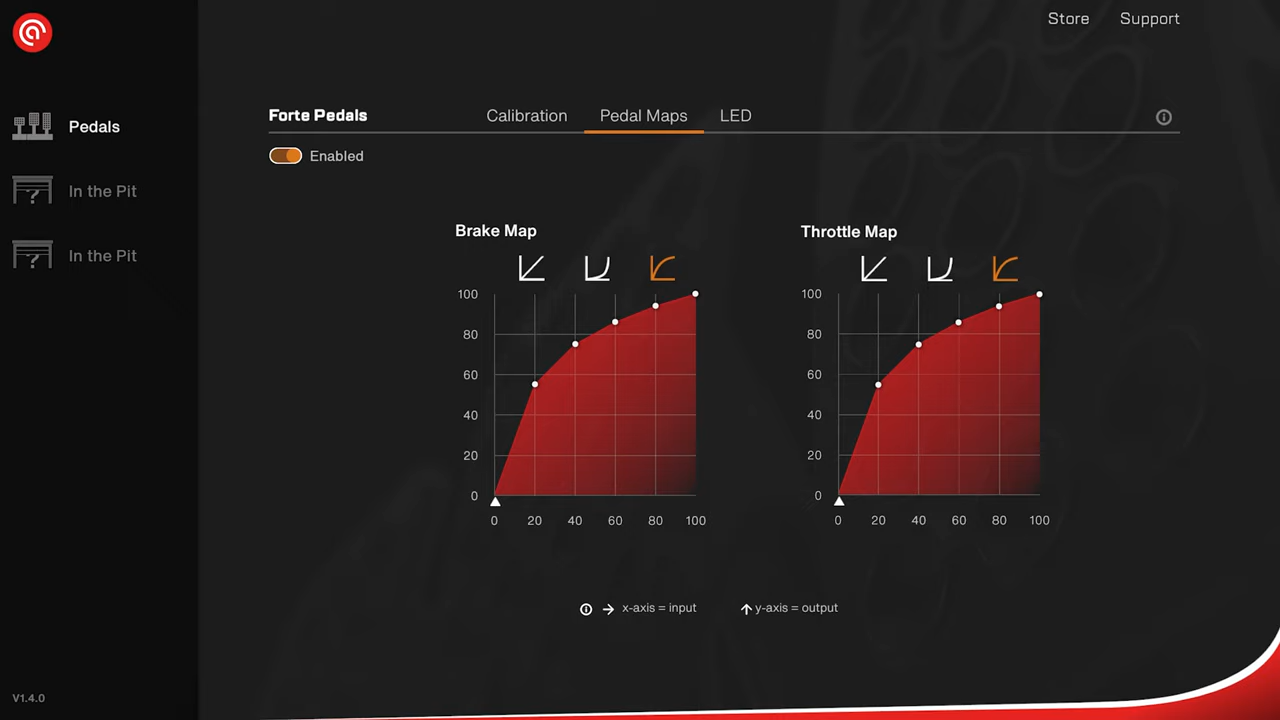 Store Support
Pedals
In the Pit
In the Pit
V1.4.0
Forte Pedals Calibration Pedal Maps LED
Enabled
Brake Map
100
80
60
40
20
0
0 20 40 60 80 100
Throttle Map
100
80
60
40
20
0
0 20 40 60 80 100
x-axis = input y-axis = output